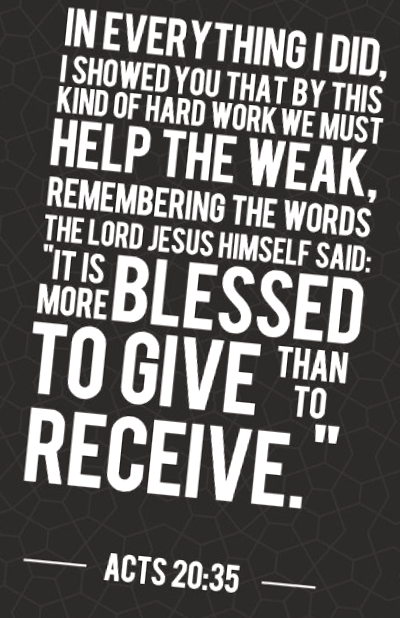 IN EVERYTHING I DID,
I SHOWED YOU THAT BY THIS
KIND OF HARD WORK WE MUST
HELP THE WEAK,
REMEMBERING THE WORDS
THE LORD JESUS HIMSELF SAID:
"IT IS
MORE BLESSED
TO GIVE THAN
TO
RECEIVE."
ACTS 20:35